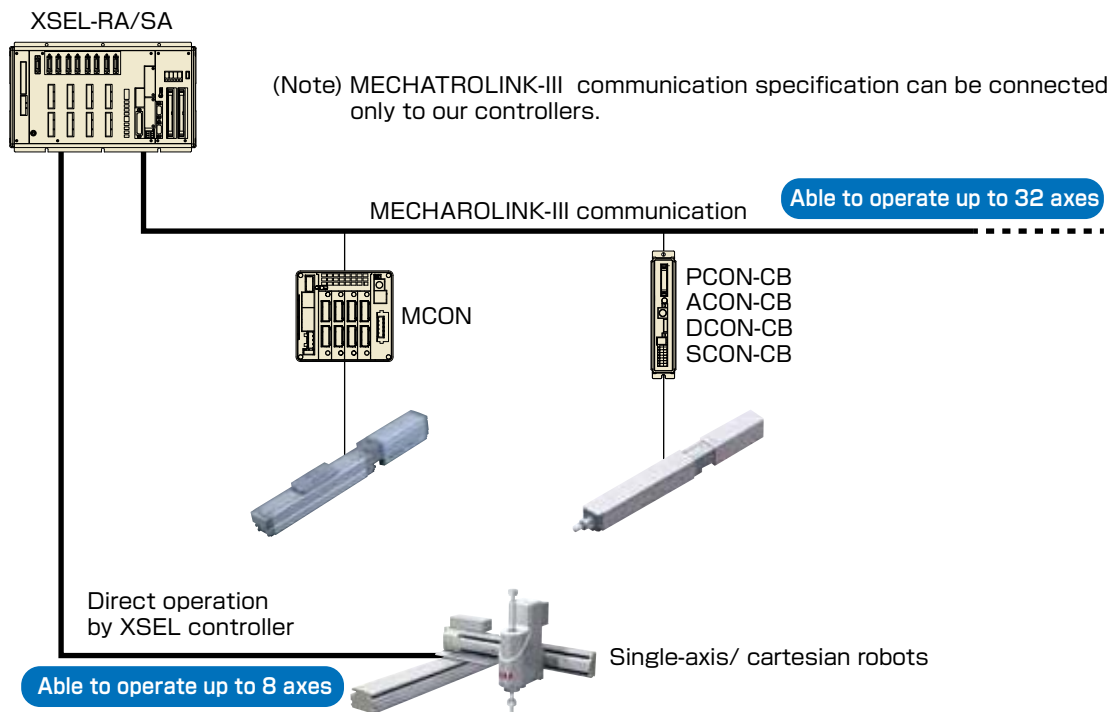 XSEL-RA/SA
(Note) MECHATROLINK-III communication specification can be connected
only to our controllers.
Able to operate up to 32 axes
MECHAROLINK-III communication
MCON
PCON-CB
ACON-CB
DCON-CB
SCON-CB
Direct operation
by XSEL controller
Single-axis/ cartesian robots
Able to operate up to 8 axes